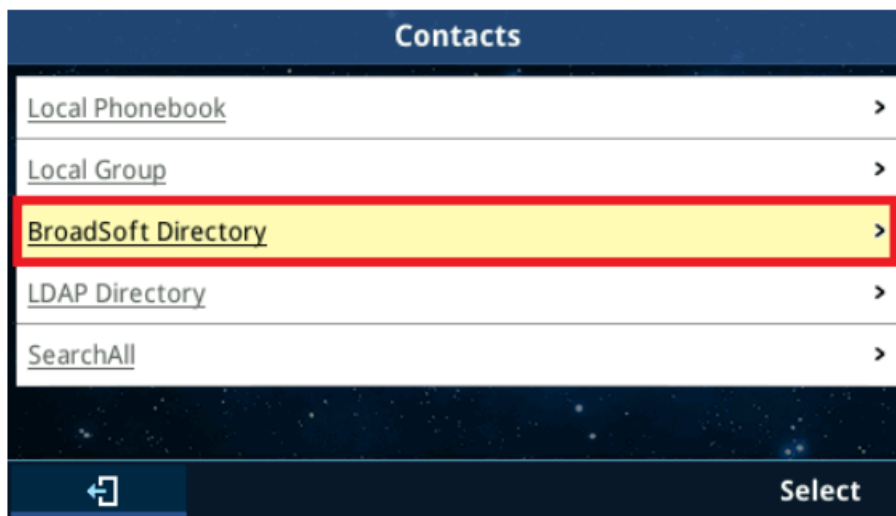 Contacts
Local Phonebook
Local Group
BroadSoft Directory
LDAP Directory
SearchAll
Select